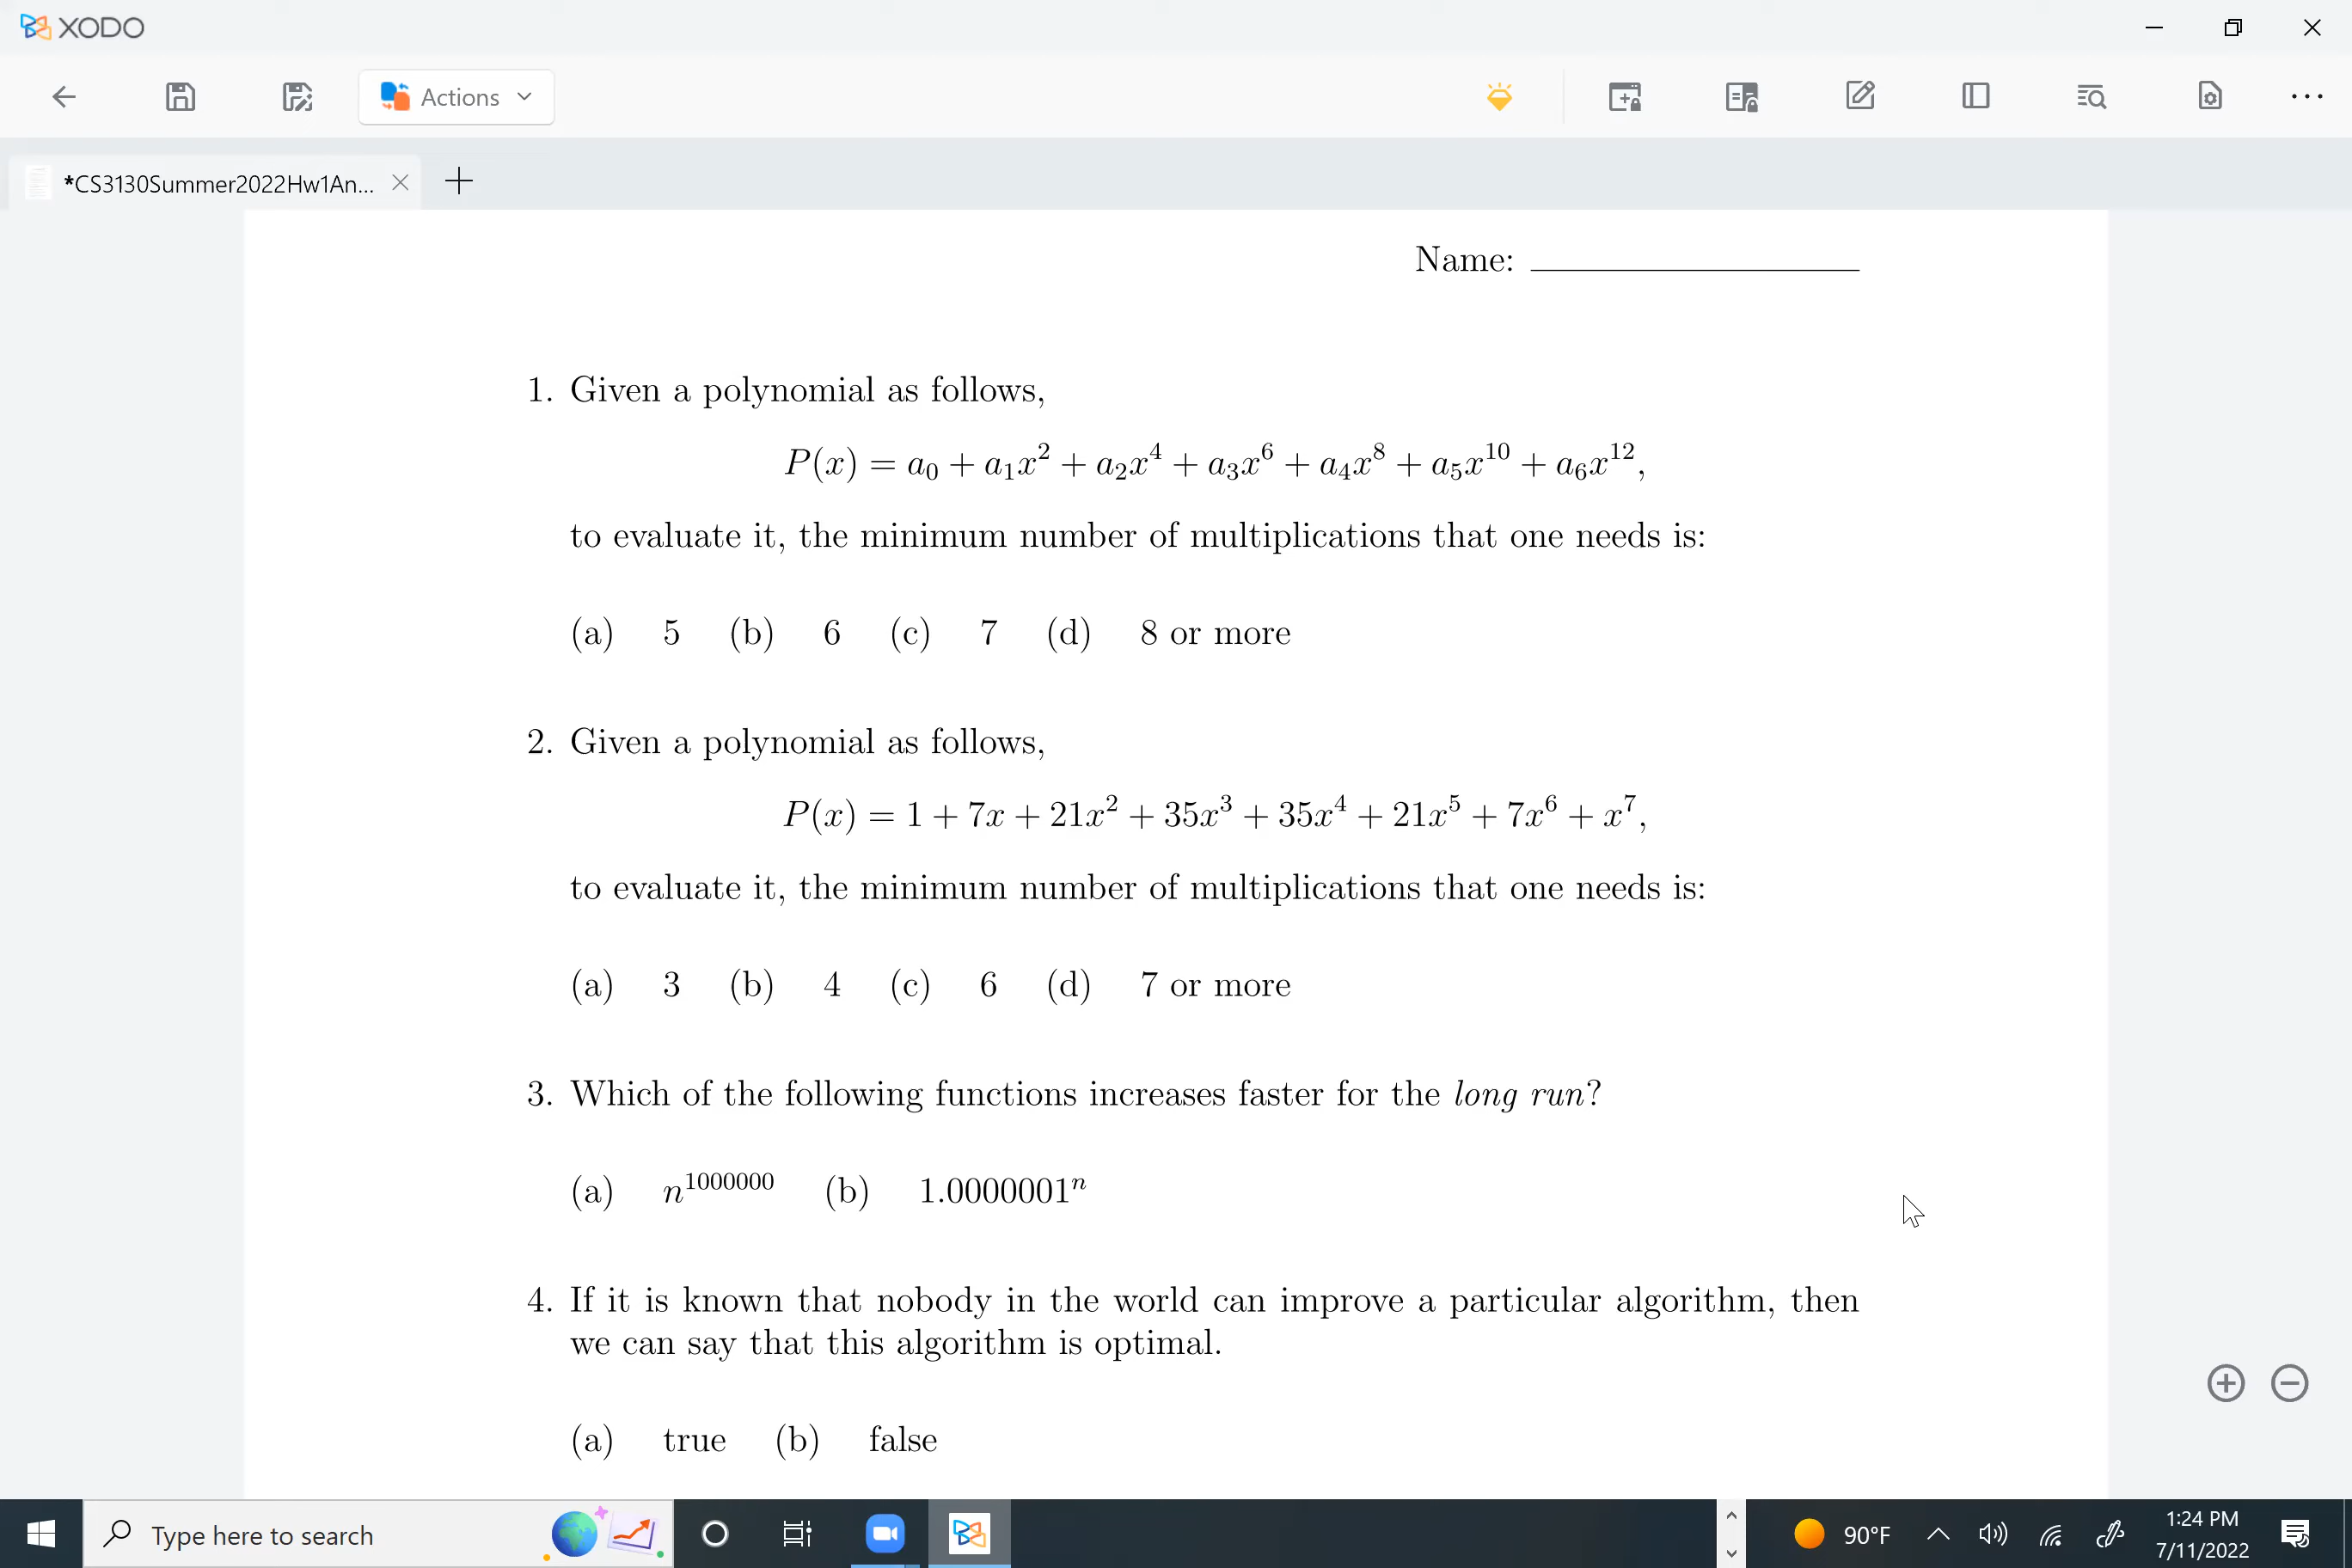 XODO
Actions
*CS3130Summer2022Hw1An...
Name:
1. Given a polynomial as follows,
P(x) = a₀ + a₁x² + a₂x⁴ + a₃x⁶ + a₄x⁸ + a₅x¹⁰ + a₆x¹²,
to evaluate it, the minimum number of multiplications that one needs is:
(a) 5 (b) 6 (c) 7 (d) 8 or more
2. Given a polynomial as follows,
P(x) = 1 + 7x + 21x² + 35x³ + 35x⁴ + 21x⁵ + 7x⁶ + x⁷,
to evaluate it, the minimum number of multiplications that one needs is:
(a) 3 (b) 4 (c) 6 (d) 7 or more
3. Which of the following functions increases faster for the long run?
(a) n¹⁰⁰⁰⁰⁰⁰ (b) 1.0000001ⁿ
4. If it is known that nobody in the world can improve a particular algorithm, then
we can say that this algorithm is optimal.
(a) true (b) false
Type here to search
90°F
1:24 PM
7/11/2022